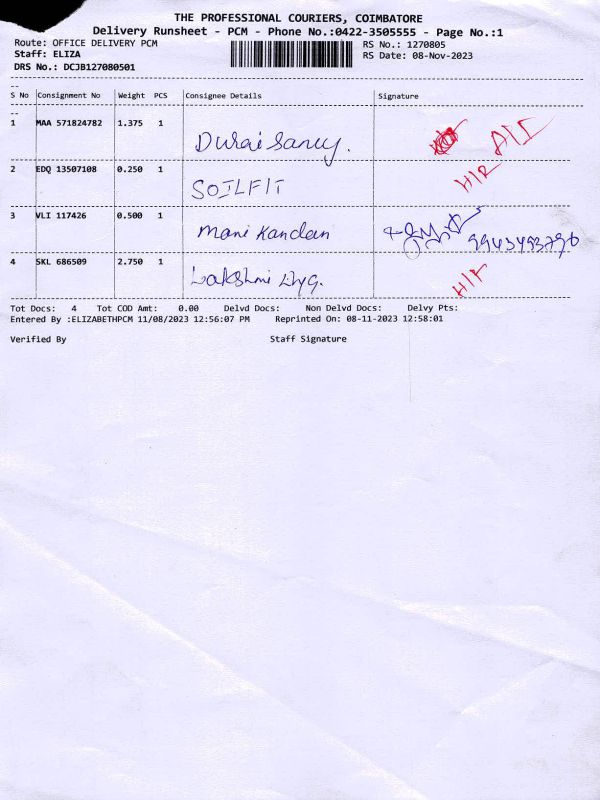 THE PROFESSIONAL COURIERS, COIMBATORE
Delivery Runsheet - PCM - Phone No.:0422-3505555 - Page No.:1
Route: OFFICE DELIVERY PCM
RS No.: 1270805
Staff: ELIZA
RS Date: 08-Nov-2023
DRS No.: DCJB127080501
S No Consignment No Weight PCS Consignee Details Signature
1 MAA 571824782 1.375 1
Duraisamy.
2 EDQ 13507108 0.250 1 H/R
SOILFIT
3 VLI 117426 0.500 1
Mani Kandan 9943493790
4 SKL 686509 2.750 1
Lakshmi H/R
Tot Docs: 4 Tot COD Amt: 0.00 Delvd Docs: Non Delvd Docs: Delvy Pts:
Entered By :ELIZABETHPCM 11/08/2023 12:56:07 PM Reprinted On: 08-11-2023 12:58:01
Verified By Staff Signature